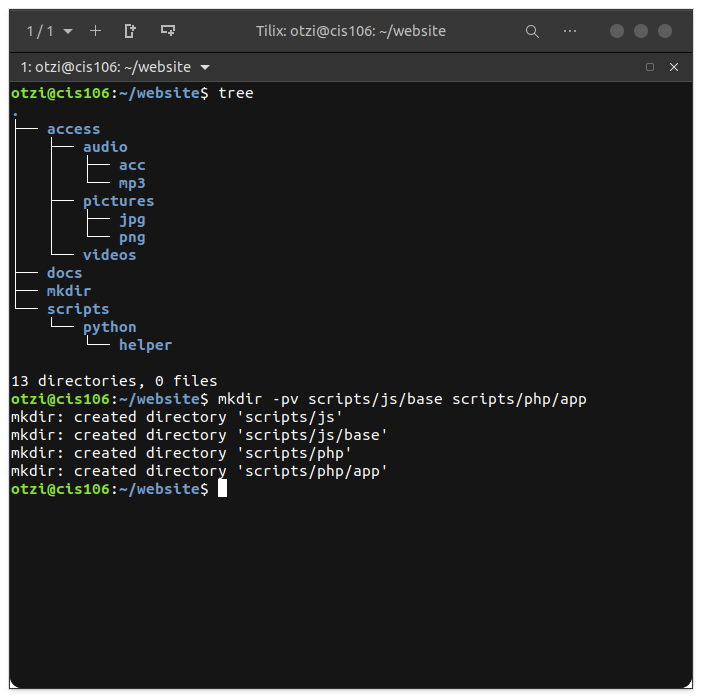 1 / 1
Tilix: otzi@cis106: ~/website
1: otzi@cis106: ~/website
otzi@cis106:~/website$ tree
.
├── access
│   ├── audio
│   │   ├── acc
│   │   └── mp3
│   ├── pictures
│   │   ├── jpg
│   │   └── png
│   └── videos
├── docs
├── mkdir
└── scripts
    └── python
        └── helper
13 directories, 0 files
otzi@cis106:~/website$ mkdir -pv scripts/js/base scripts/php/app
mkdir: created directory 'scripts/js'
mkdir: created directory 'scripts/js/base'
mkdir: created directory 'scripts/php'
mkdir: created directory 'scripts/php/app'
otzi@cis106:~/website$